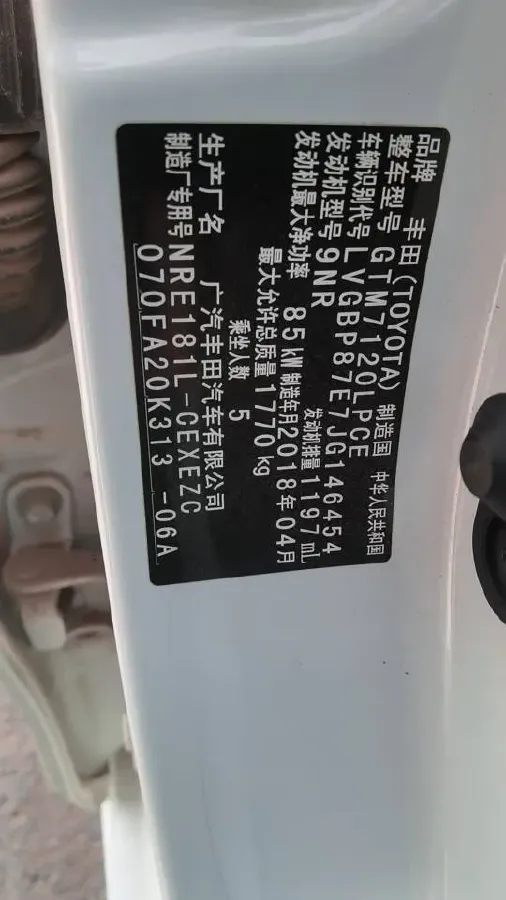 品牌 丰田(TOYOTA) 制造国 中华人民共和国
整车型号 GTM7120LPCE
车辆识别代号 LVGBP87E7JG146454
发动机型号 9NR 发动机排量 1197mL
发动机最大净功率 85kW 制造年月 2018年04月
最大允许总质量 1770kg
乘坐人数 5
生产厂名 广汽丰田汽车有限公司
制造厂专用号 NRE181L-CEXEZC
070FA20K313-06A